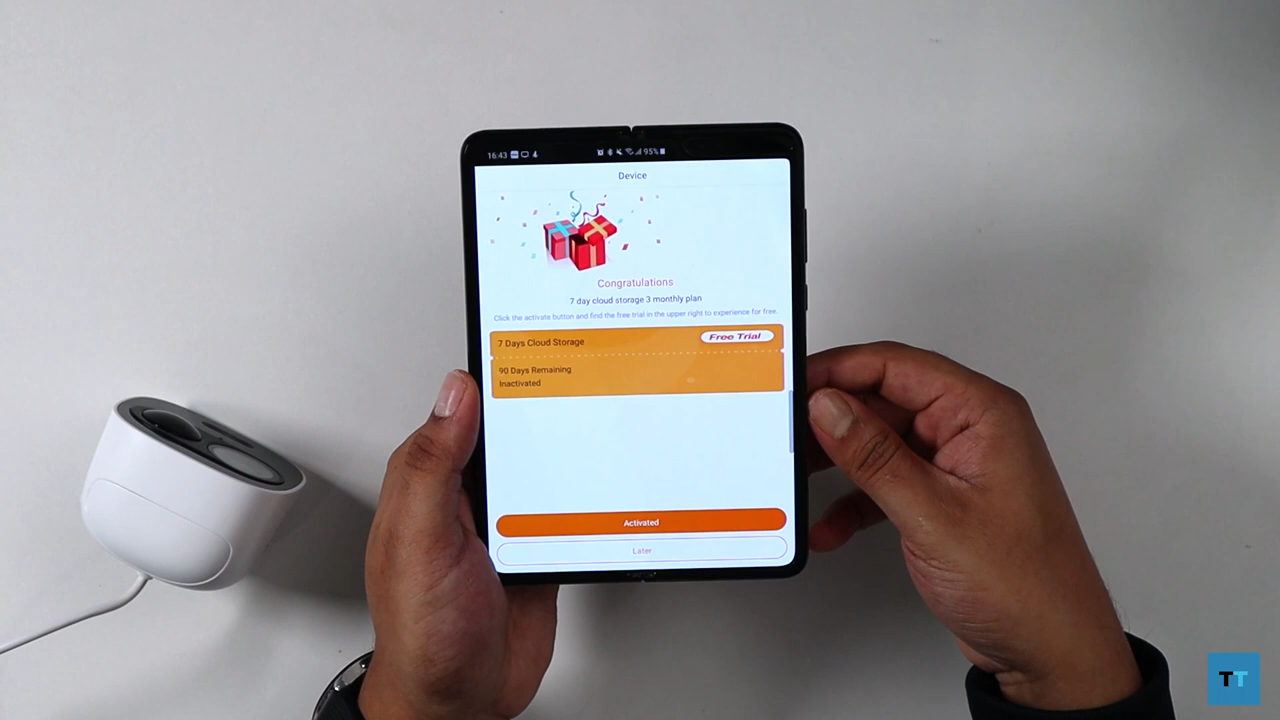 16:43
95%
Device
Congratulations
7 day cloud storage 3 monthly plan
Click the activate button and find the free trial in the upper right to experience for free.
7 Days Cloud Storage
Free Trial
90 Days Remaining
Inactivated
Activated
Later
TT